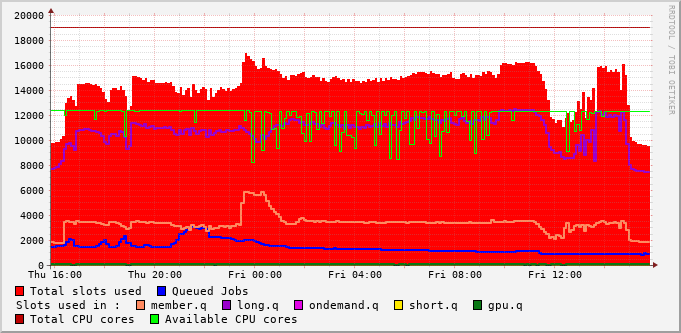 RRDTOOL / TOBI OETIKER
20000
18000
16000
14000
12000
10000
8000
6000
4000
2000
0
Thu 16:00 Thu 20:00 Fri 00:00 Fri 04:00 Fri 08:00 Fri 12:00
Total slots used Queued Jobs
Slots used in : member.q long.q ondemand.q short.q gpu.q
Total CPU cores Available CPU cores